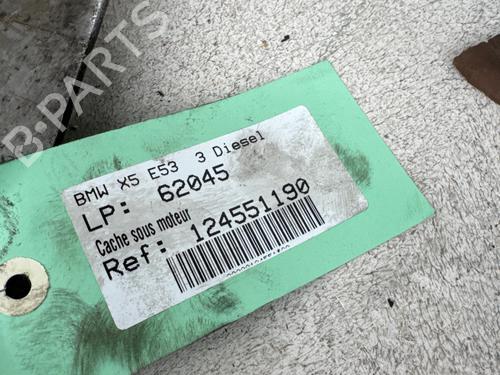 B-PARTS
BMW X5 E53 3 Diesel
LP: 62045
Cache sous moteur
Ref: 124551190